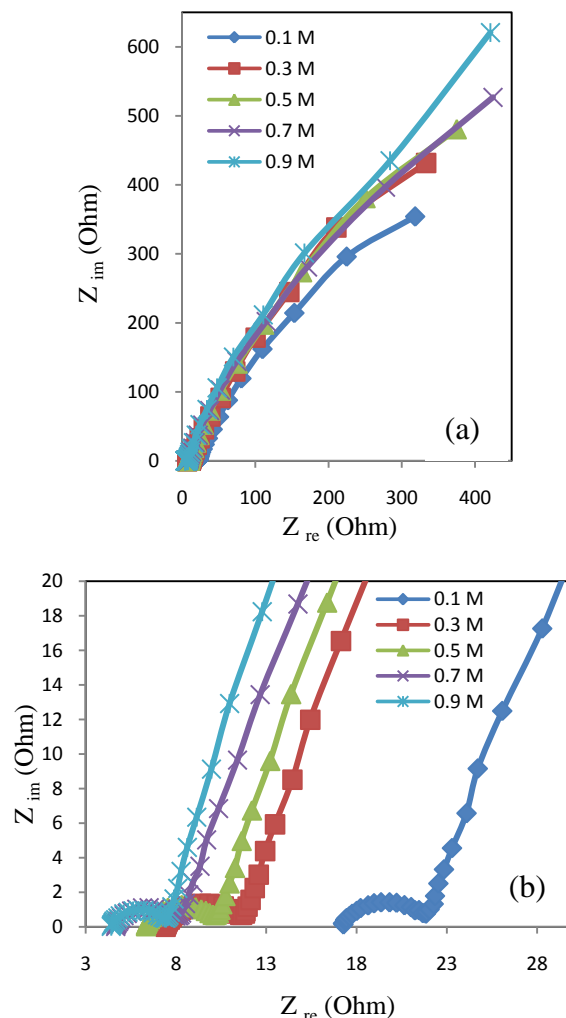 600
500
400
300
200
100
0
Z im (Ohm)
0.1 M
0.3 M
0.5 M
0.7 M
0.9 M
(a)
0 100 200 300 400
Z re (Ohm)
20
18
16
14
12
10
8
6
4
2
0
Z im (Ohm)
0.1 M
0.3 M
0.5 M
0.7 M
0.9 M
(b)
3 8 13 18 23 28
Z re (Ohm)